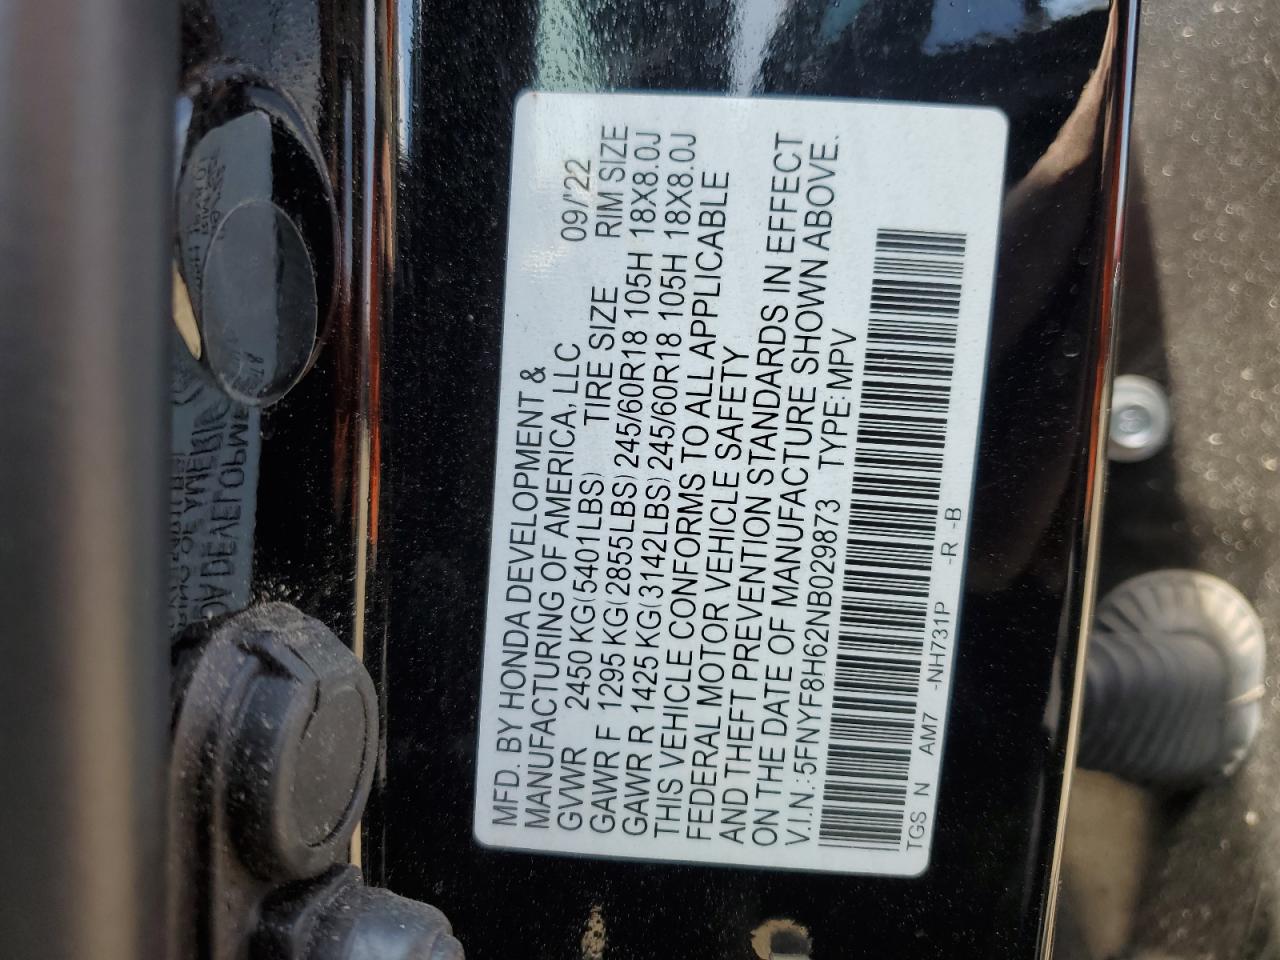 MFD. BY HONDA DEVELOPMENT &
MANUFACTURING OF AMERICA, LLC 09/'22
GVWR 2450 KG(5401LBS) TIRE SIZE RIM SIZE
GAWR F 1295 KG(2855LBS) 245/60R18 105H 18X8.0J
GAWR R 1425 KG(3142LBS) 245/60R18 105H 18X8.0J
THIS VEHICLE CONFORMS TO ALL APPLICABLE
FEDERAL MOTOR VEHICLE SAFETY
AND THEFT PREVENTION STANDARDS IN EFFECT
ON THE DATE OF MANUFACTURE SHOWN ABOVE.
V.I.N.:5FNYF8H62NB029873 TYPE:MPV
TGS N AM7 -NH731P -R -B